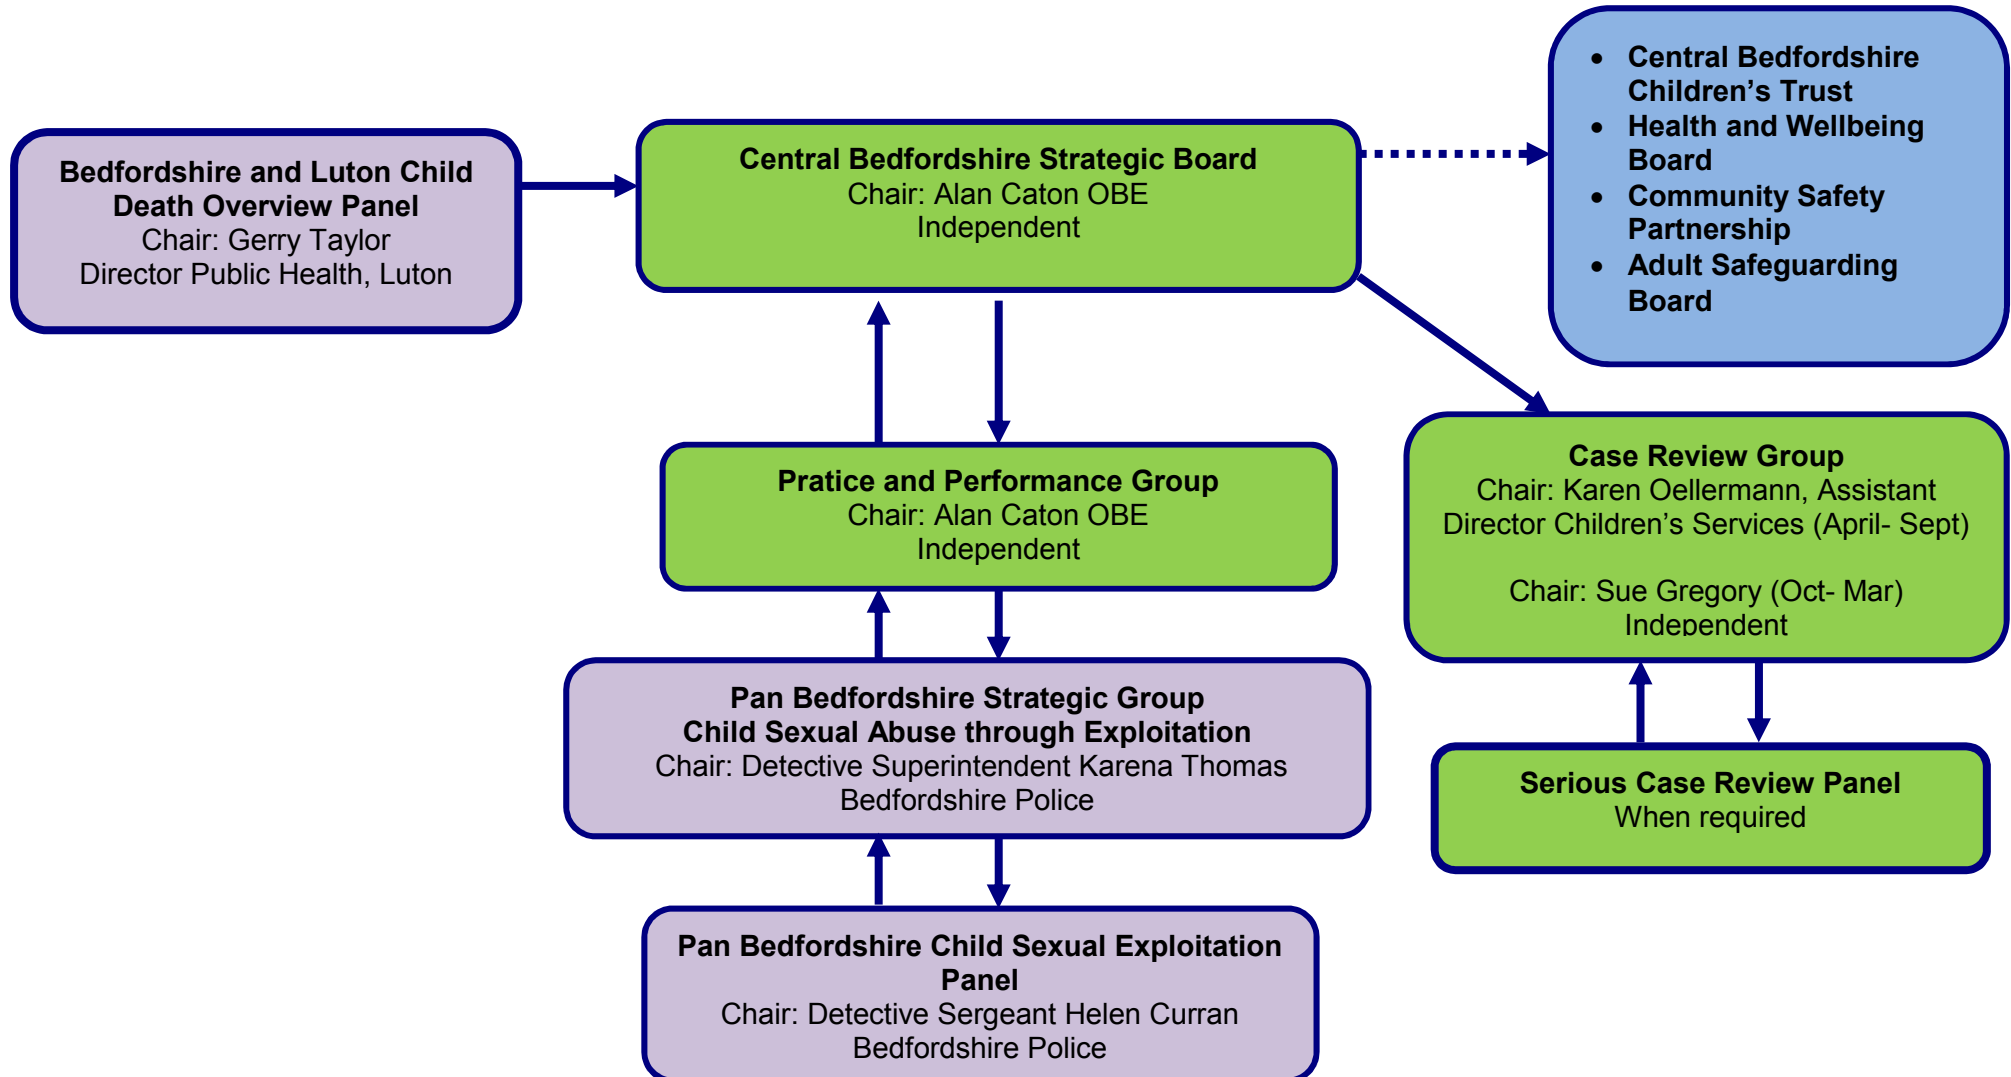 Bedfordshire and Luton Child
Death Overview Panel
Chair: Gerry Taylor
Director Public Health, Luton
Central Bedfordshire Strategic Board
Chair: Alan Caton OBE
Independent
• Central Bedfordshire
Children’s Trust
• Health and Wellbeing
Board
• Community Safety
Partnership
• Adult Safeguarding
Board
Pratice and Performance Group
Chair: Alan Caton OBE
Independent
Case Review Group
Chair: Karen Oellermann, Assistant
Director Children’s Services (April- Sept)
Chair: Sue Gregory (Oct- Mar)
Independent
Pan Bedfordshire Strategic Group
Child Sexual Abuse through Exploitation
Chair: Detective Superintendent Karena Thomas
Bedfordshire Police
Serious Case Review Panel
When required
Pan Bedfordshire Child Sexual Exploitation
Panel
Chair: Detective Sergeant Helen Curran
Bedfordshire Police